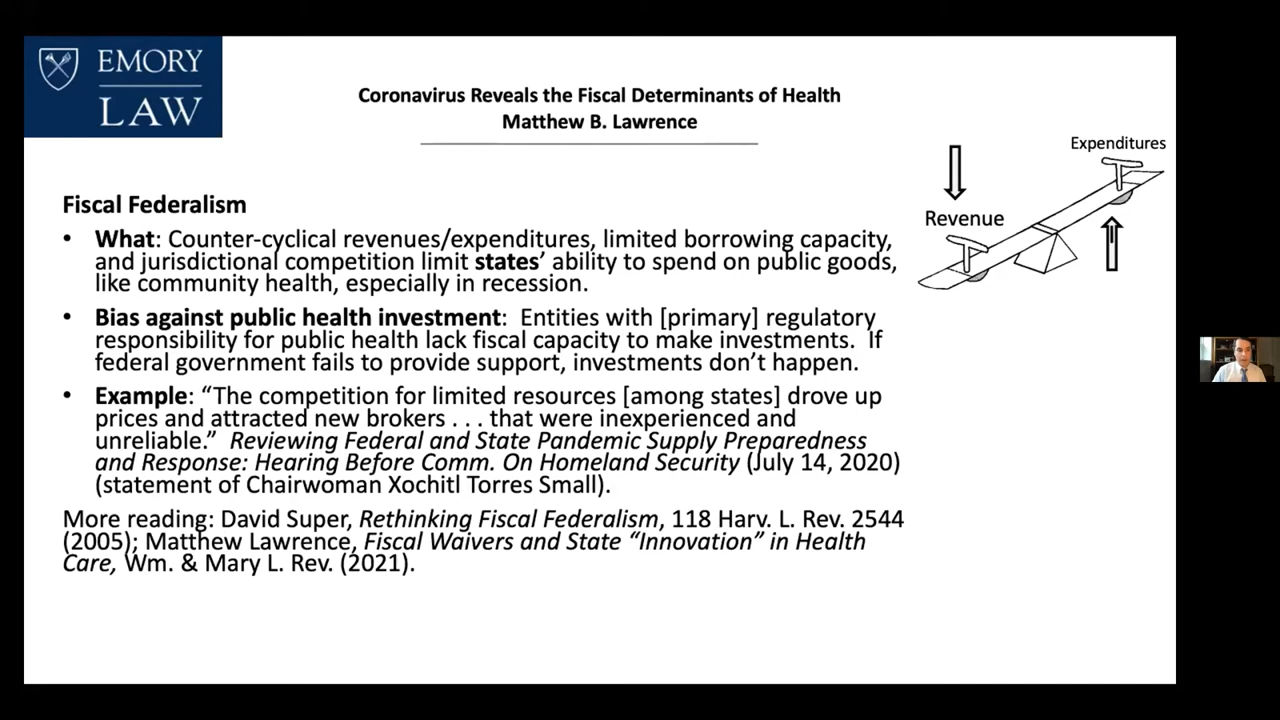 EMORY
LAW
Coronavirus Reveals the Fiscal Determinants of Health
Matthew B. Lawrence
Expenditures
Revenue
Fiscal Federalism
• What: Counter-cyclical revenues/expenditures, limited borrowing capacity,
and jurisdictional competition limit states’ ability to spend on public goods,
like community health, especially in recession.
• Bias against public health investment: Entities with [primary] regulatory
responsibility for public health lack fiscal capacity to make investments. If
federal government fails to provide support, investments don’t happen.
• Example: “The competition for limited resources [among states] drove up
prices and attracted new brokers . . . that were inexperienced and
unreliable.” Reviewing Federal and State Pandemic Supply Preparedness
and Response: Hearing Before Comm. On Homeland Security (July 14, 2020)
(statement of Chairwoman Xochitl Torres Small).
More reading: David Super, Rethinking Fiscal Federalism, 118 Harv. L. Rev. 2544
(2005); Matthew Lawrence, Fiscal Waivers and State “Innovation” in Health
Care, Wm. & Mary L. Rev. (2021).